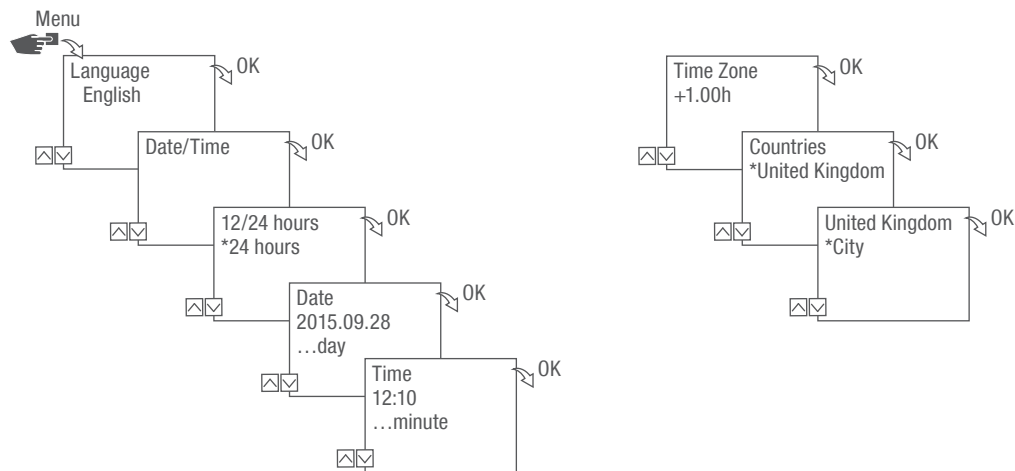 Menu
Language
English
OK
Date/Time
OK
12/24 hours
*24 hours
OK
Date
2015.09.28
…day
OK
Time
12:10
…minute
OK
Time Zone
+1.00h
OK
Countries
*United Kingdom
OK
United Kingdom
*City
OK